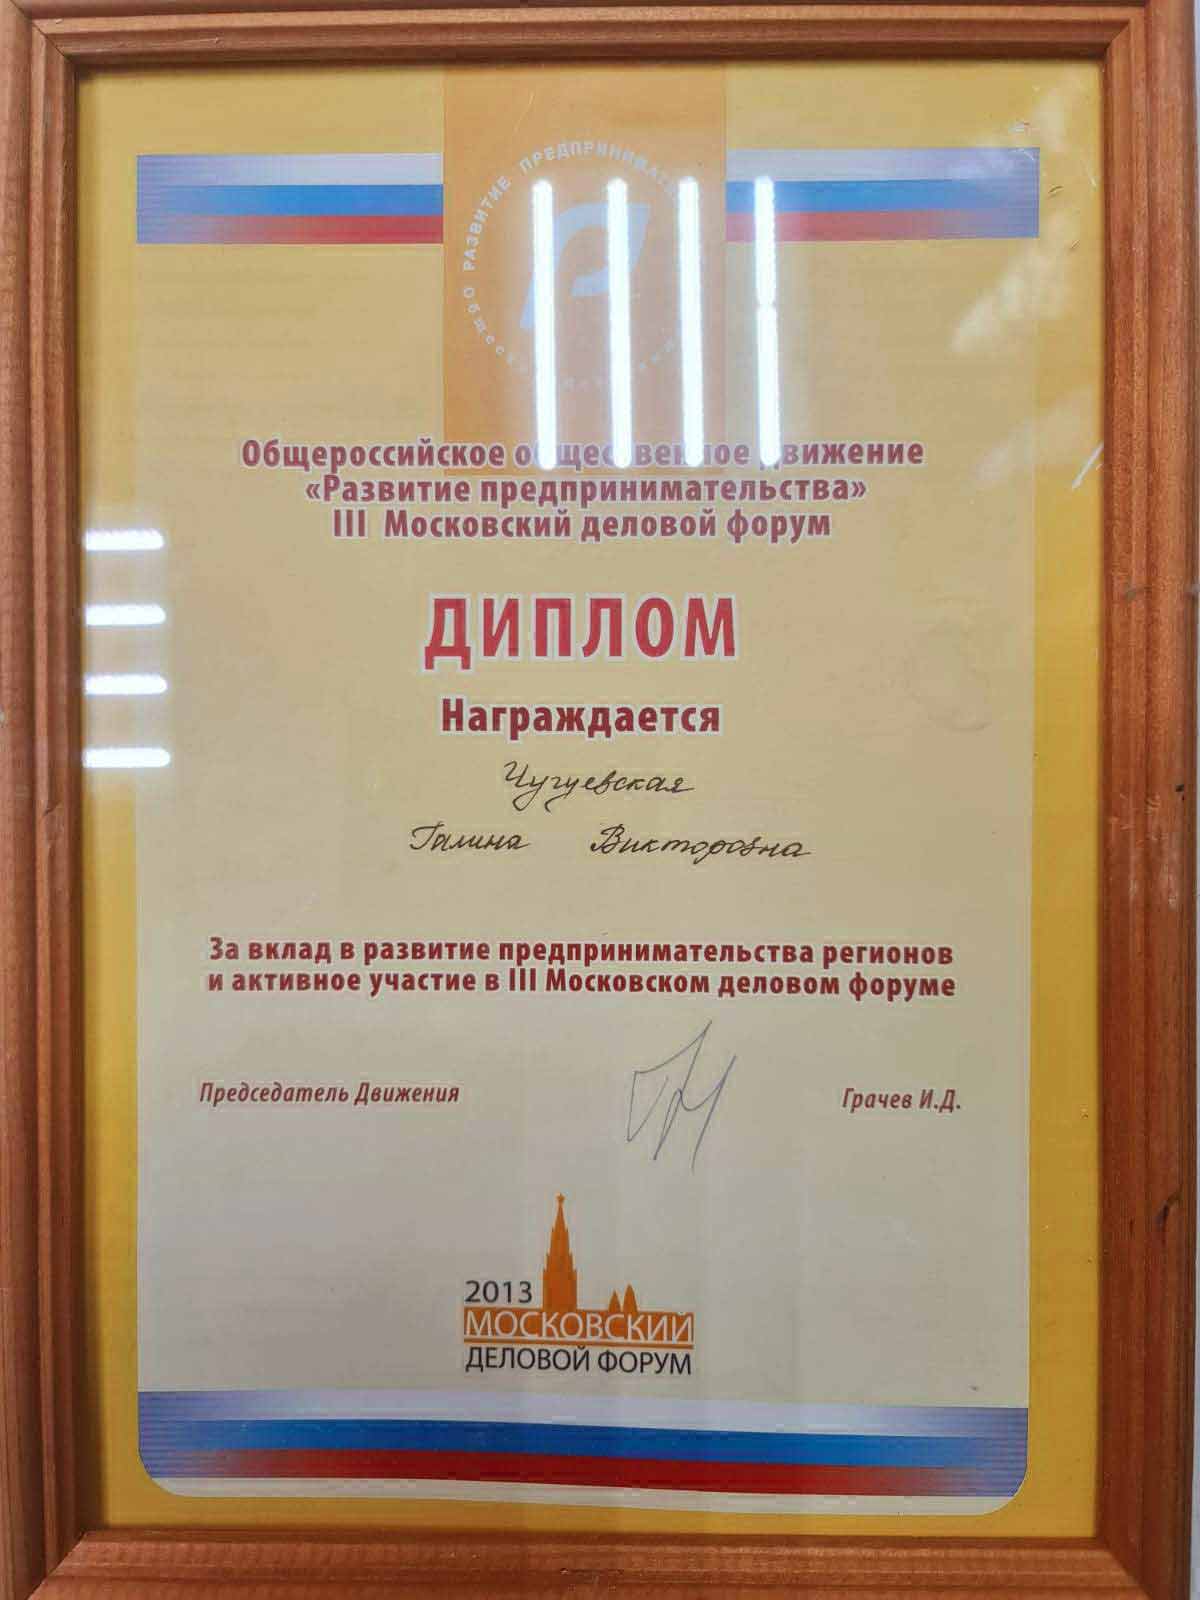 РАЗВИТИЕ
Общероссийское общественное движение
«Развитие предпринимательства»
III Московский деловой форум
ДИПЛОМ
Награждается
Чугуевская
Галина Викторовна
За вклад в развитие предпринимательства регионов
и активное участие в III Московском деловом форуме
Председатель Движения
Грачев И.Д.
2013
МОСКОВСКИЙ
ДЕЛОВОЙ ФОРУМ